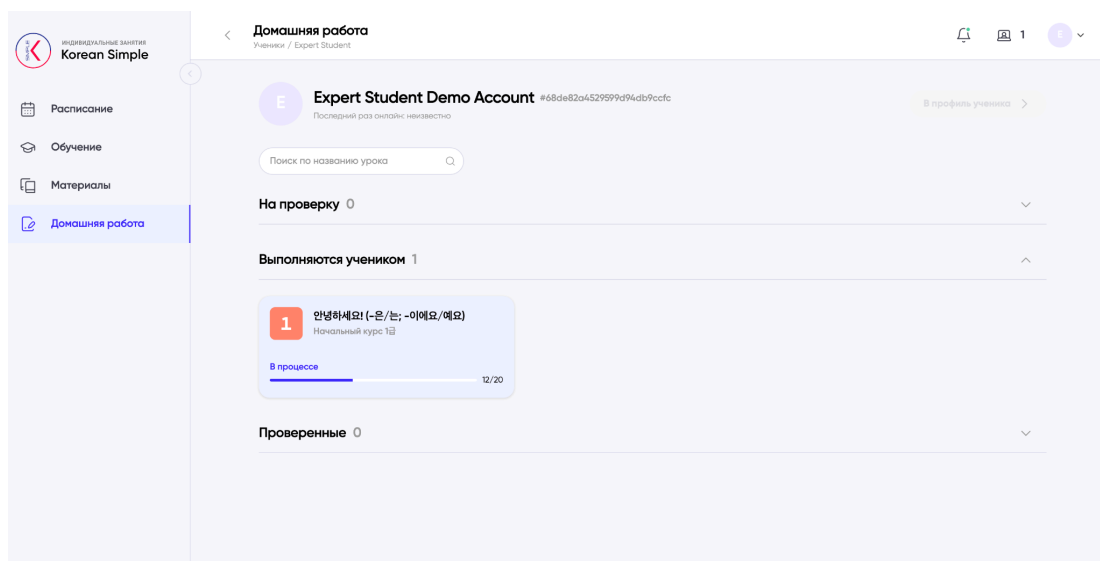 индивидуальные занятия
Korean Simple
Расписание
Обучение
Материалы
Домашняя работа
Домашняя работа
Ученики / Expert Student
1
E
E
Expert Student Demo Account #68de82a4529599d94db9ccfc
Последний раз онлайн: неизвестно
В профиль ученика
Поиск по названию урока
На проверку 0
Выполняются учеником 1
1
안녕하세요! (-은/는; -이에요/예요)
Начальный курс 1급
В процессе
12/20
Проверенные 0